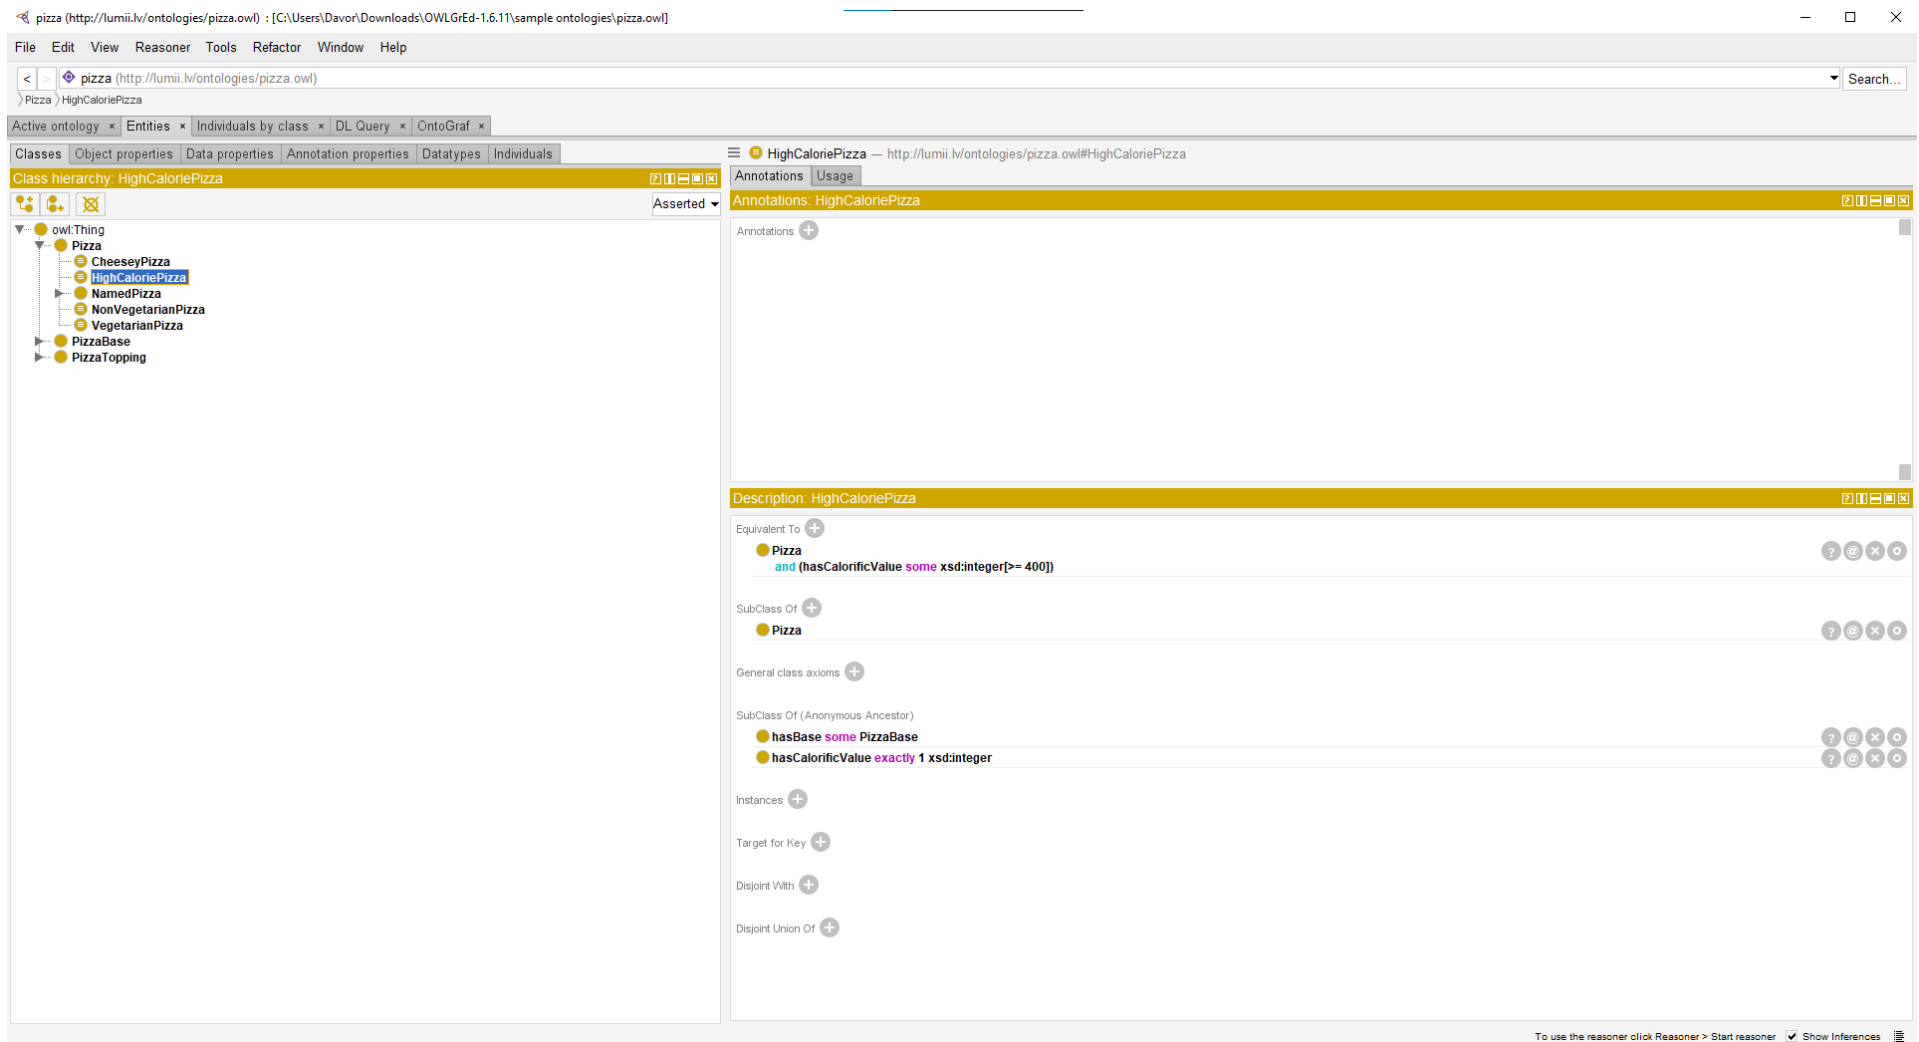 pizza (http://lumii.lv/ontologies/pizza.owl) : [C:\Users\Davor\Downloads\OWLGrEd-1.6.11\sample ontologies\pizza.owl]
File Edit View Reasoner Tools Refactor Window Help
< > pizza (http://lumii.lv/ontologies/pizza.owl) Search...
Pizza HighCaloriePizza
Active ontology × Entities × Individuals by class × DL Query × OntoGraf ×
Classes Object properties Data properties Annotation properties Datatypes Individuals
Class hierarchy: HighCaloriePizza
Asserted
owl:Thing
Pizza
CheeseyPizza
HighCaloriePizza
NamedPizza
NonVegetarianPizza
VegetarianPizza
PizzaBase
PizzaTopping
HighCaloriePizza — http://lumii.lv/ontologies/pizza.owl#HighCaloriePizza
Annotations Usage
Annotations: HighCaloriePizza
Annotations
Description: HighCaloriePizza
Equivalent To
Pizza
and (hasCalorificValue some xsd:integer[>= 400])
SubClass Of
Pizza
General class axioms
SubClass Of (Anonymous Ancestor)
hasBase some PizzaBase
hasCalorificValue exactly 1 xsd:integer
Instances
Target for Key
Disjoint With
Disjoint Union Of
To use the reasoner click Reasoner > Start reasoner Show Inferences